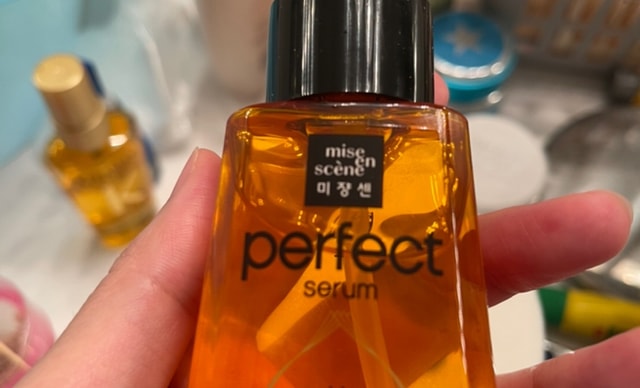 mise
en
scène
미쟝센
perfect
serum